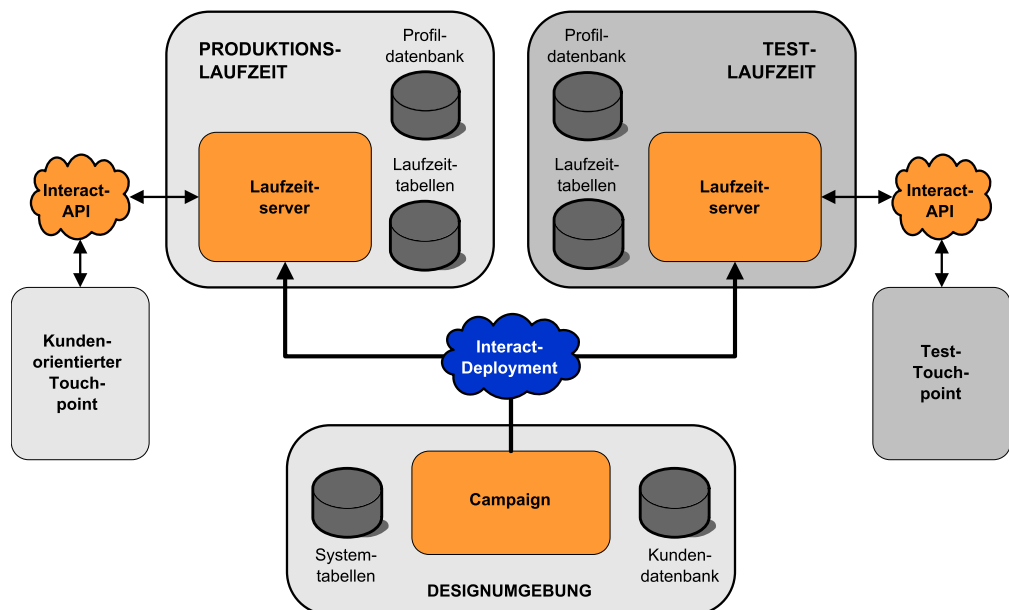 PRODUKTIONS-
LAUFZEIT
Profil-
datenbank
Laufzeit-
server
Laufzeit-
tabellen
Profil-
datenbank
TEST-
LAUFZEIT
Laufzeit-
tabellen
Laufzeit-
server
Interact-
API
Interact-
API
Kunden-
orientierter
Touch-
point
Interact-
Deployment
Test-
Touch-
point
Campaign
System-
tabellen
Kunden-
datenbank
DESIGNUMGEBUNG